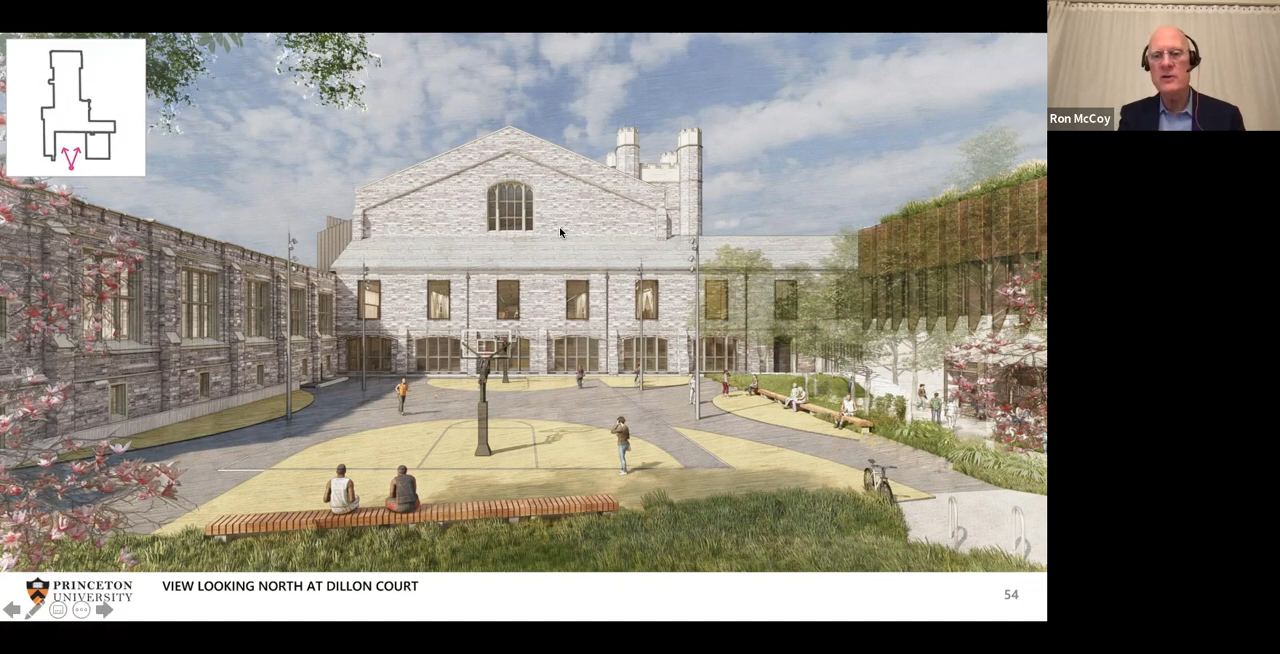 Ron McCoy
PRINCETON
UNIVERSITY
VIEW LOOKING NORTH AT DILLON COURT
54